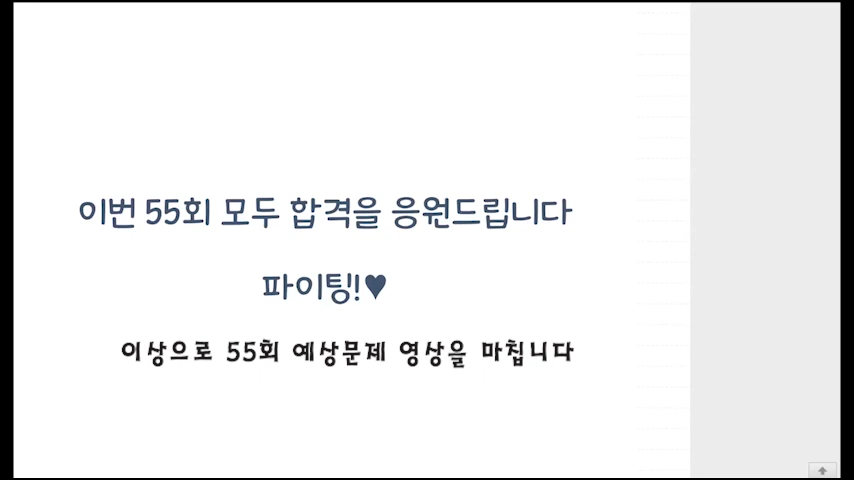 이번 55회 모두 합격을 응원드립니다
파이팅!♥
이상으로 55회 예상문제 영상을 마칩니다